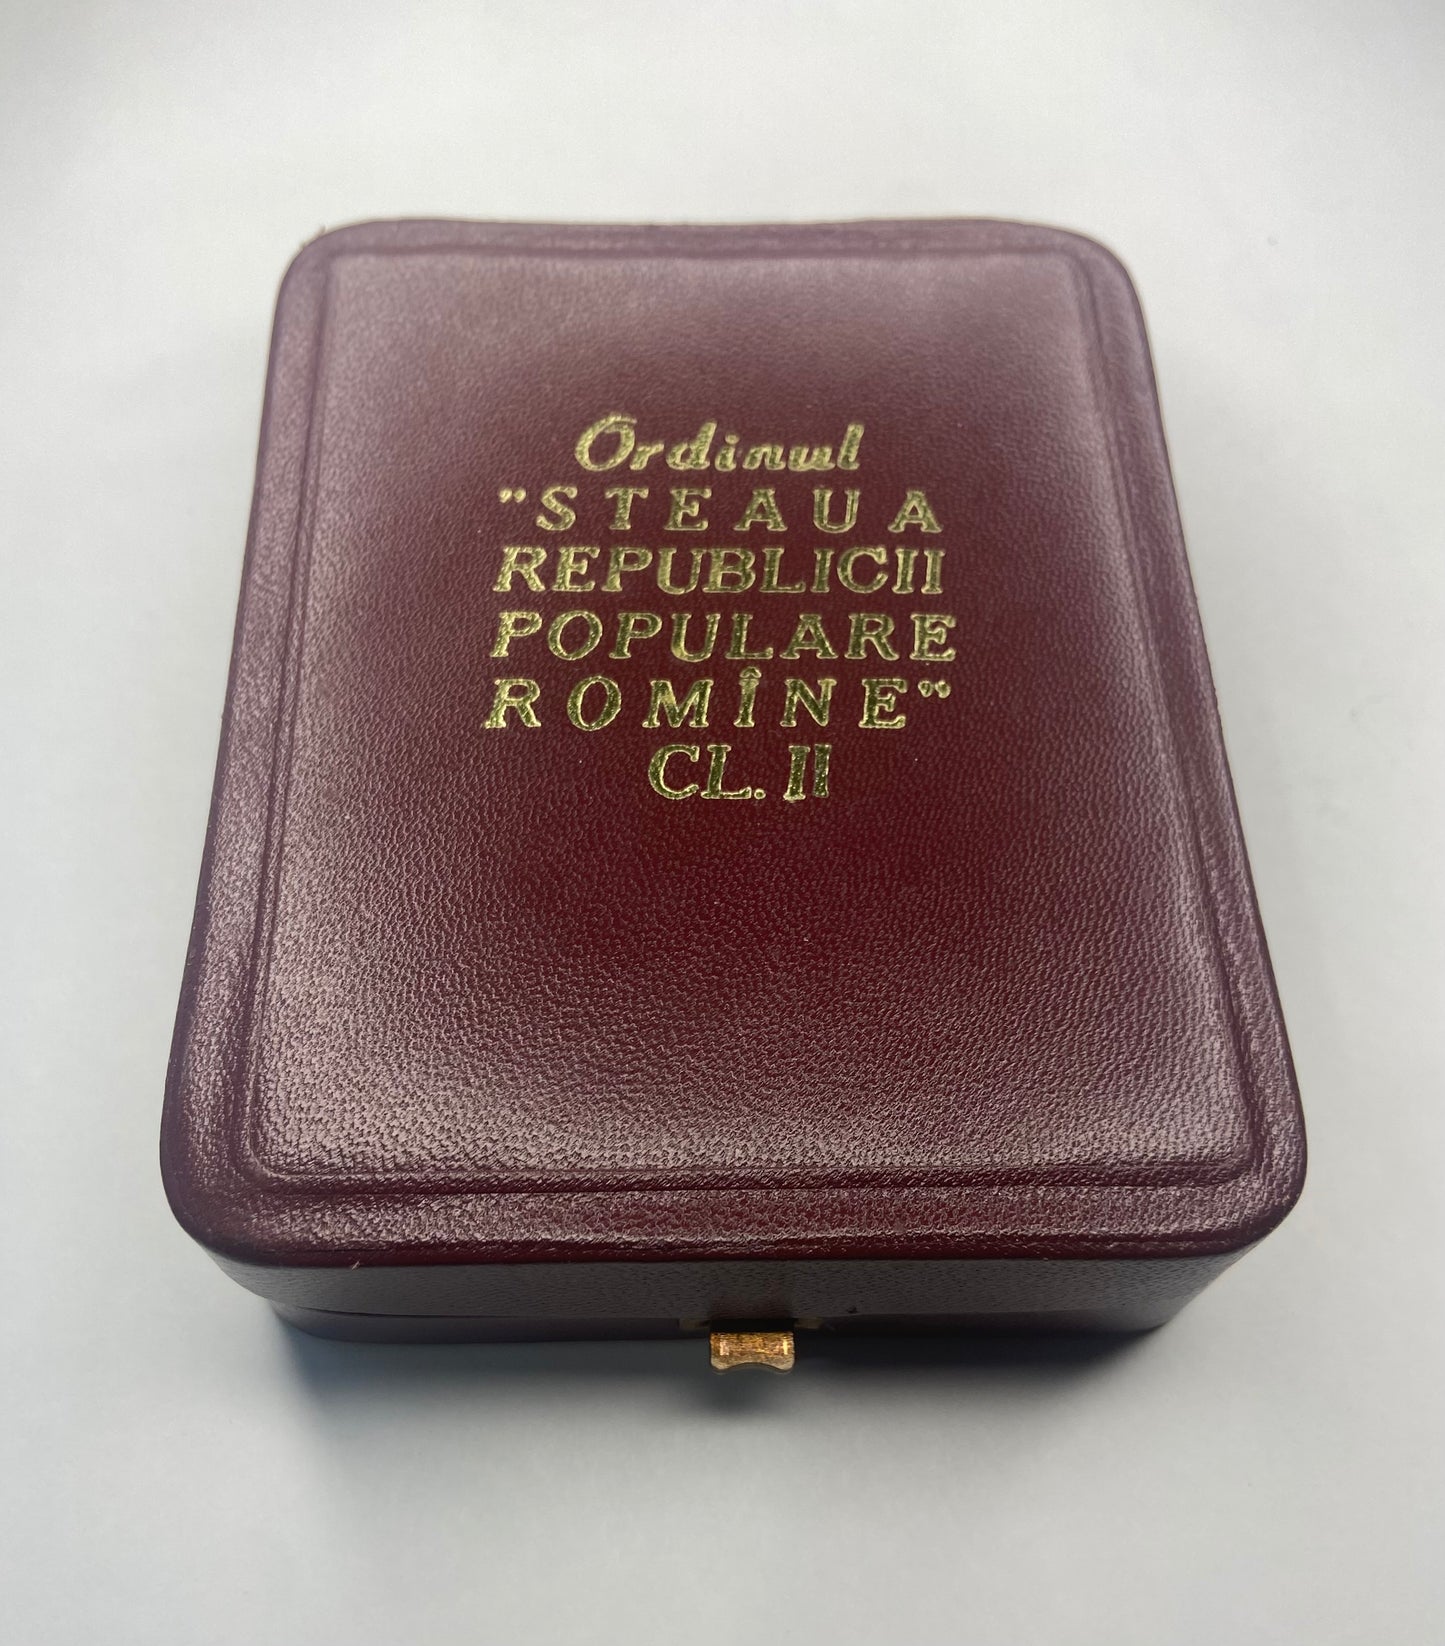 Ordinul
”STEAUA
REPUBLICII
POPULARE
ROMÎNE”
CL. II